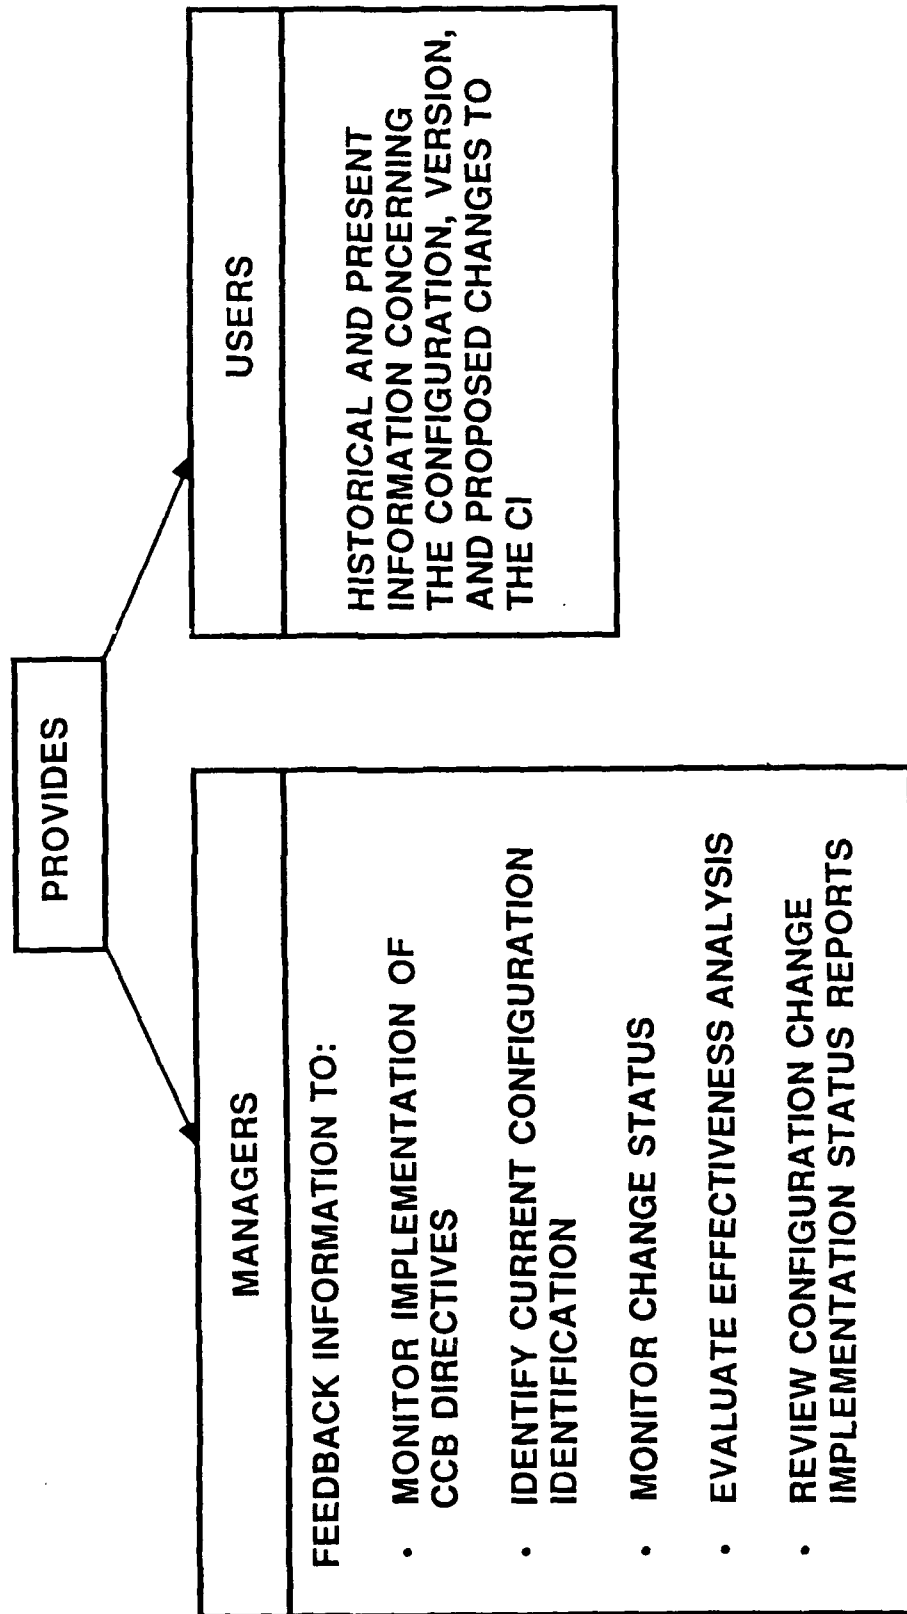 PROVIDES
MANAGERS
FEEDBACK INFORMATION TO:
• MONITOR IMPLEMENTATION OF
CCB DIRECTIVES
• IDENTIFY CURRENT CONFIGURATION
IDENTIFICATION
• MONITOR CHANGE STATUS
• EVALUATE EFFECTIVENESS ANALYSIS
• REVIEW CONFIGURATION CHANGE
IMPLEMENTATION STATUS REPORTS
USERS
HISTORICAL AND PRESENT
INFORMATION CONCERNING
THE CONFIGURATION, VERSION,
AND PROPOSED CHANGES TO
THE CI